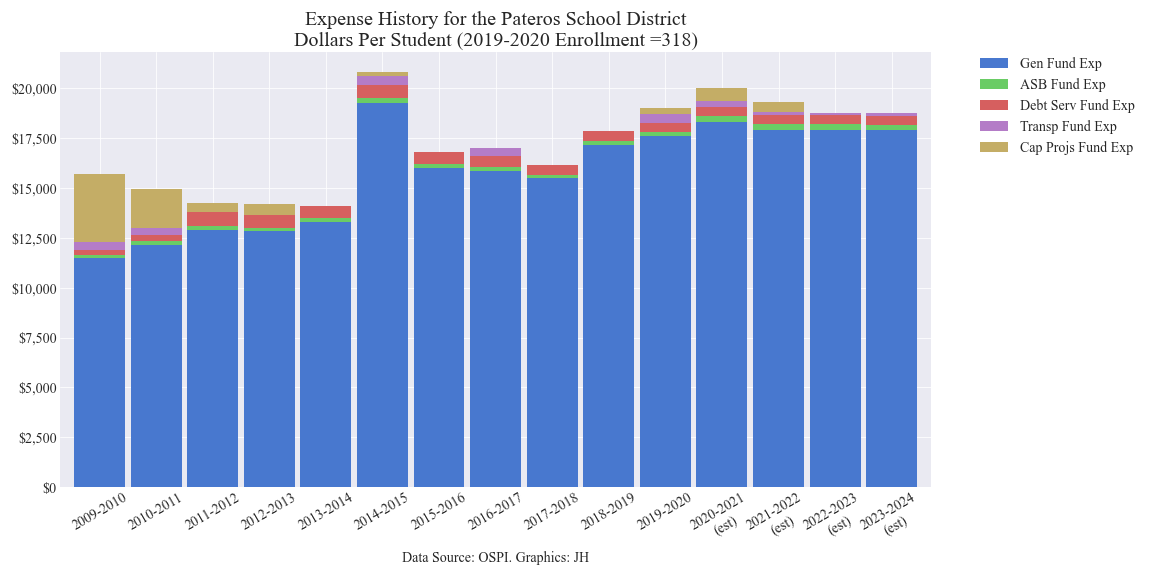 Expense History for the Pateros School District
Dollars Per Student (2019-2020 Enrollment =318)
Gen Fund Exp
ASB Fund Exp
Debt Serv Fund Exp
Transp Fund Exp
Cap Projs Fund Exp
$20,000
$17,500
$15,000
$12,500
$10,000
$7,500
$5,000
$2,500
$0
2009-2010
2010-2011
2011-2012
2012-2013
2013-2014
2014-2015
2015-2016
2016-2017
2017-2018
2018-2019
2019-2020
2020-2021
(est)
2021-2022
(est)
2022-2023
(est)
2023-2024
(est)
Data Source: OSPI. Graphics: JH